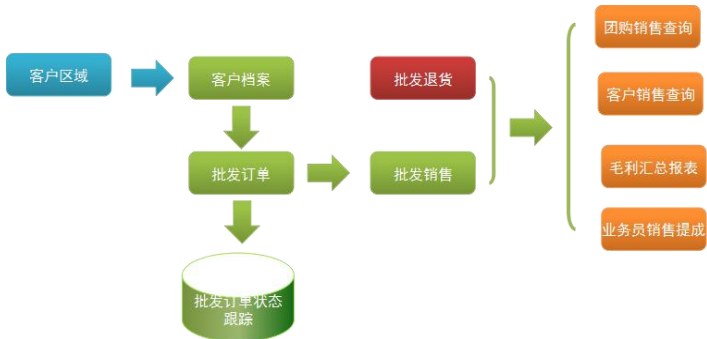 团购销售查询
客户区域
客户档案
批发退货
客户销售查询
批发订单
批发销售
毛利汇总报表
业务员销售提成
批发订单状态
跟踪